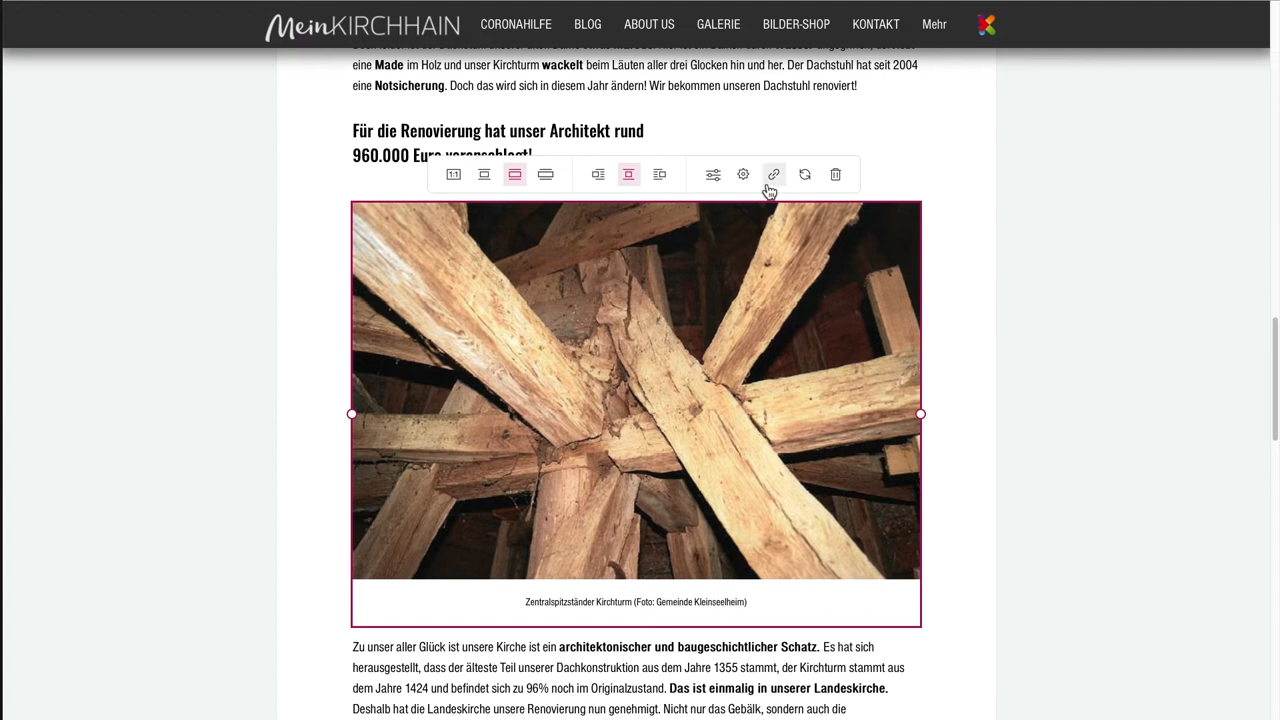 MeinKIRCHHAIN CORONAHILFE BLOG ABOUT US GALERIE BILDER-SHOP KONTAKT Mehr
eine Made im Holz und unser Kirchturm wackelt beim Läuten aller drei Glocken hin und her. Der Dachstuhl hat seit 2004
eine Notsicherung. Doch das wird sich in diesem Jahr ändern! Wir bekommen unseren Dachstuhl renoviert!
Für die Renovierung hat unser Architekt rund
960.000 Euro veranschlagt!
1:1
Zentralspitzständer Kirchturm (Foto: Gemeinde Kleinseelheim)
Zu unser aller Glück ist unsere Kirche ist ein architektonischer und baugeschichtlicher Schatz. Es hat sich
herausgestellt, dass der älteste Teil unserer Dachkonstruktion aus dem Jahre 1355 stammt, der Kirchturm stammt aus
dem Jahre 1424 und befindet sich zu 96% noch im Originalzustand. Das ist einmalig in unserer Landeskirche.
Deshalb hat die Landeskirche unsere Renovierung nun genehmigt. Nicht nur das Gebälk, sondern auch die